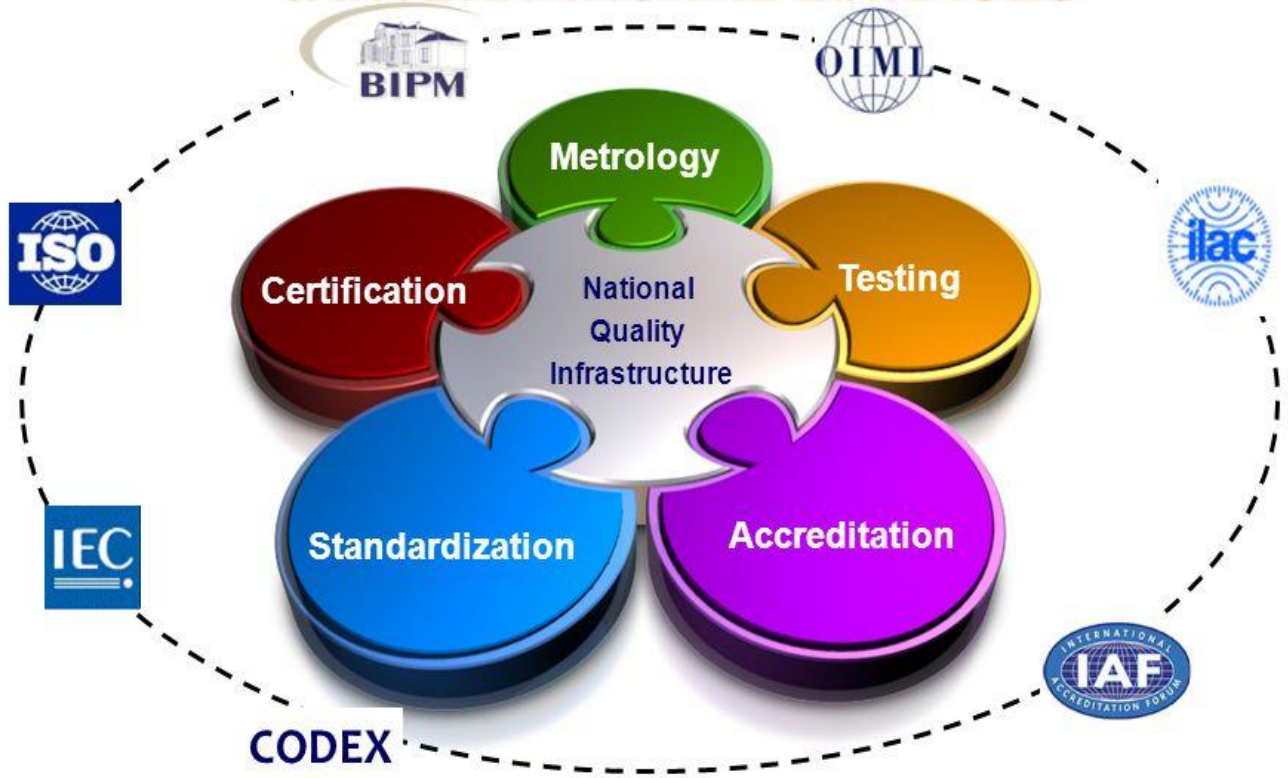 BIPM
OIML
Metrology
ISO
ilac
Certification
Testing
National
Quality
Infrastructure
IEC
Standardization
Accreditation
INTERNATIONAL
IAF
ACCREDITATION FORUM
CODEX